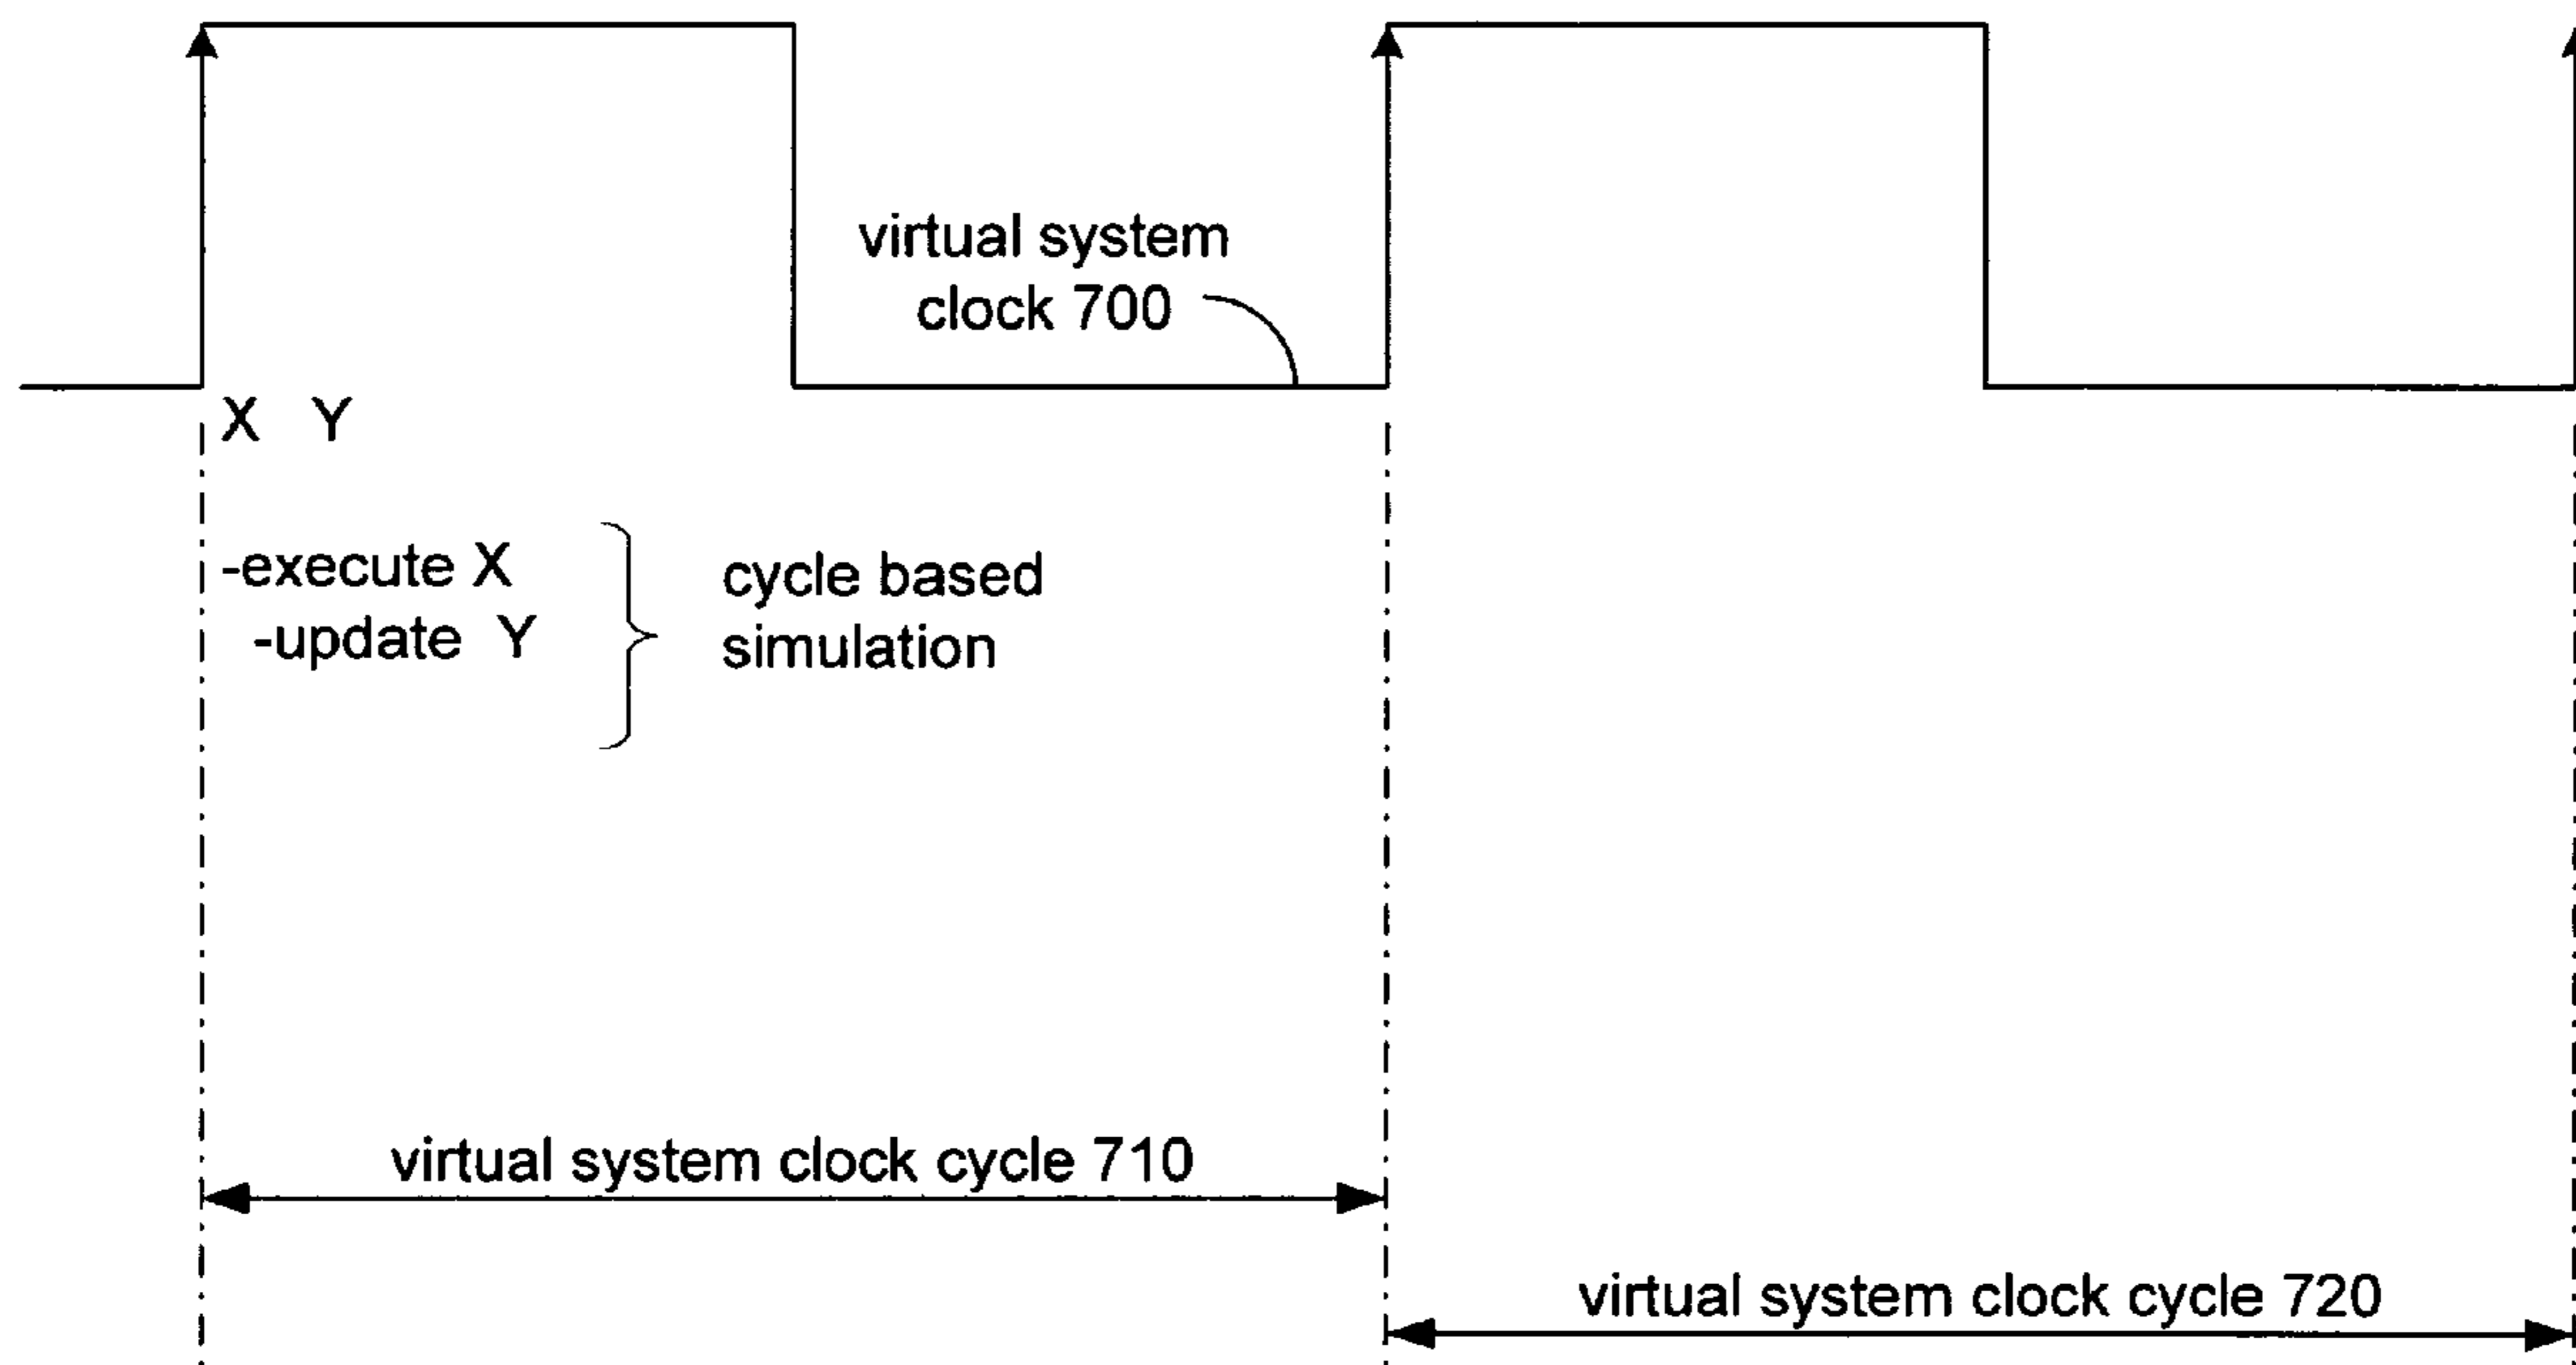 virtual system
clock 700
X Y
-execute X
-update Y
cycle based
simulation
virtual system clock cycle 710
virtual system clock cycle 720